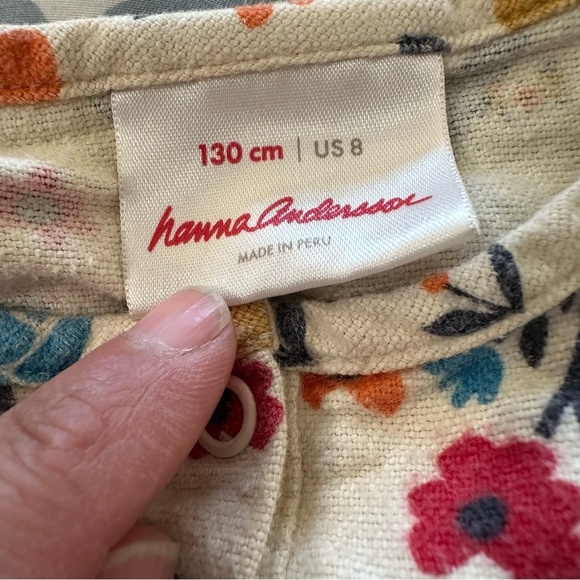 130 cm | US 8
hanna Andersson
MADE IN PERU